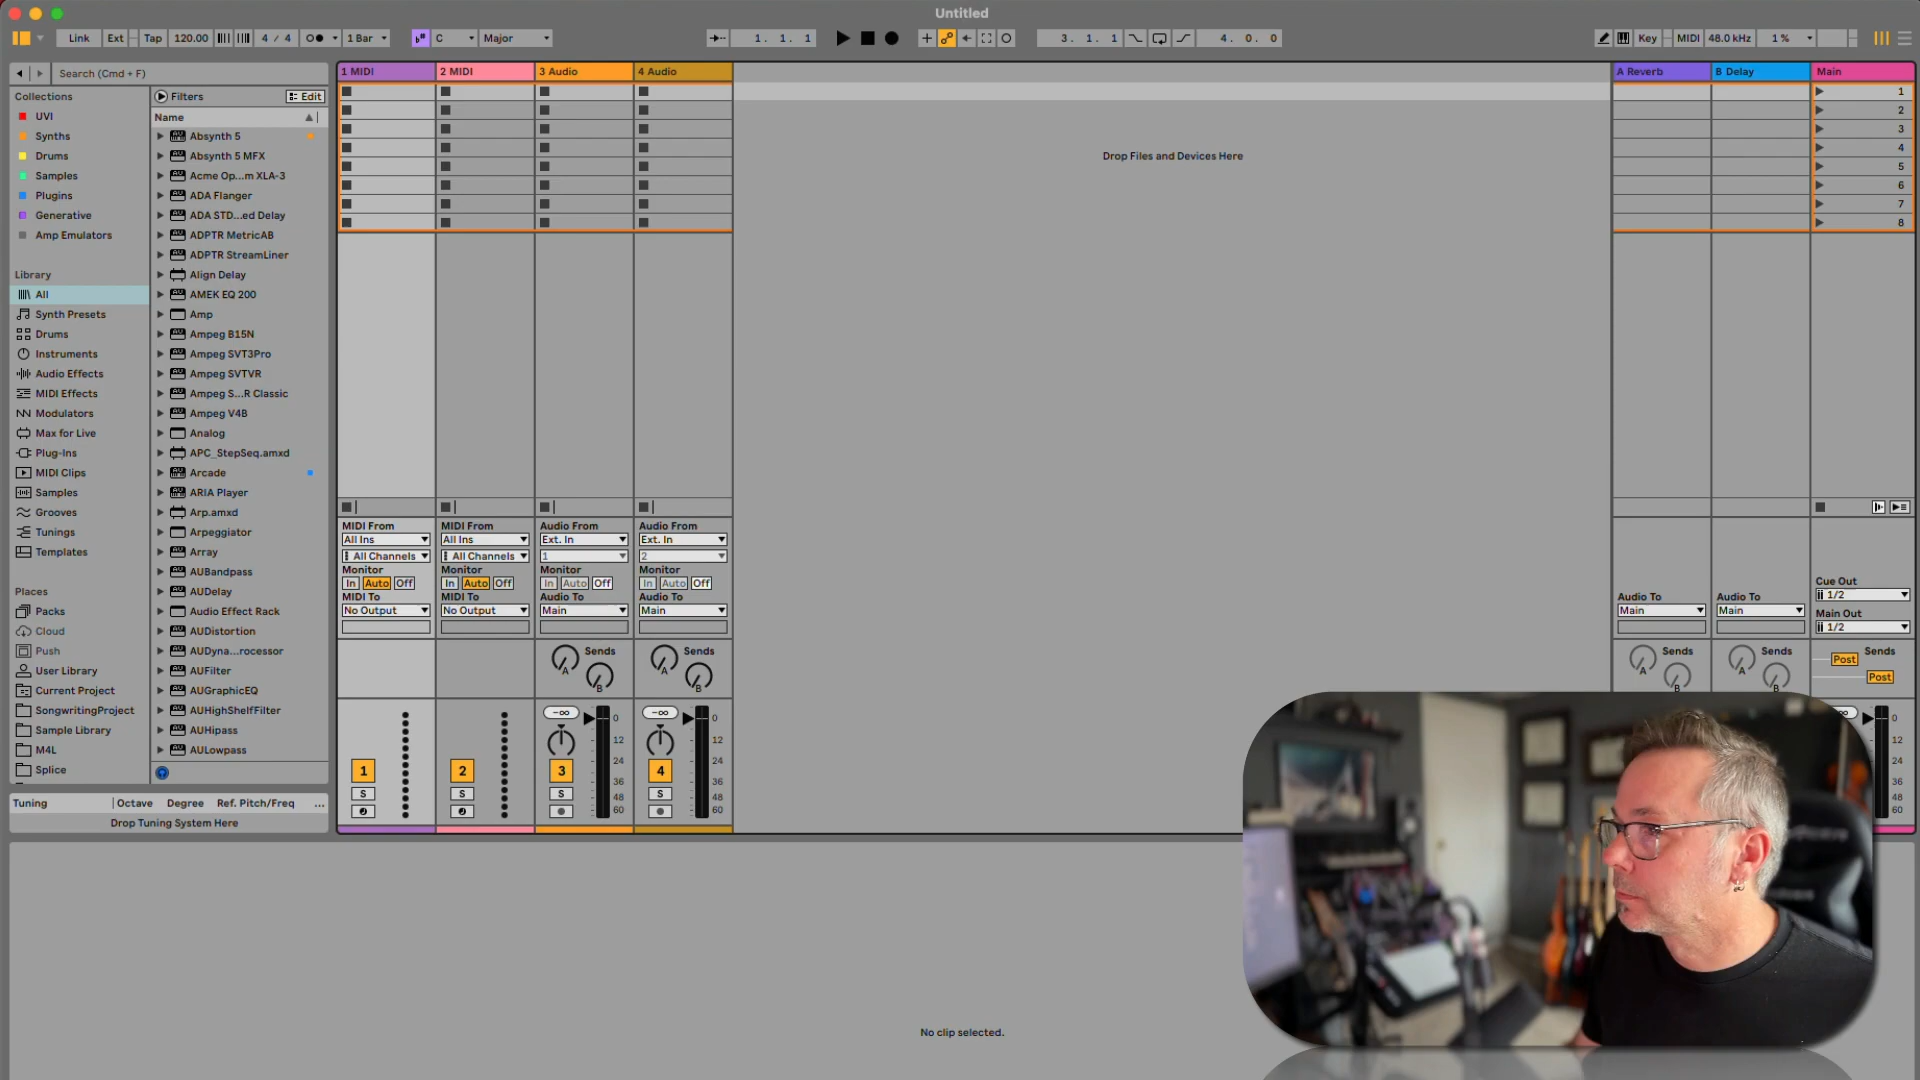 Untitled
Link Ext Tap 120.00 4 / 4 1 Bar C Major 1. 1. 1 3. 1. 1 4. 0. 0 Key MIDI 48.0 kHz 1 %
Search (Cmd + F)
Collections
UVI
Synths
Drums
Samples
Plugins
Generative
Amp Emulators
Library
All
Synth Presets
Drums
Instruments
Audio Effects
MIDI Effects
Modulators
Max for Live
Plug-Ins
MIDI Clips
Samples
Grooves
Tunings
Templates
Places
Packs
Cloud
Push
User Library
Current Project
SongwritingProject
Sample Library
M4L
Splice
Filters Edit
Name
Absynth 5
Absynth 5 MFX
Acme Op...m XLA-3
ADA Flanger
ADA STD...ed Delay
ADPTR MetricAB
ADPTR StreamLiner
Align Delay
AMEK EQ 200
Amp
Ampeg B15N
Ampeg SVT3Pro
Ampeg SVTVR
Ampeg S...R Classic
Ampeg V4B
Analog
APC_StepSeq.amxd
Arcade
ARIA Player
Arp.amxd
Arpeggiator
Array
AUBandpass
AUDelay
Audio Effect Rack
AUDistortion
AUDyna...rocessor
AUFilter
AUGraphicEQ
AUHighShelfFilter
AUHipass
AULowpass
Tuning Octave Degree Ref. Pitch/Freq ...
Drop Tuning System Here
1 MIDI 2 MIDI 3 Audio 4 Audio
Drop Files and Devices Here
A Reverb B Delay Main
1
2
3
4
5
6
7
8
MIDI From MIDI From Audio From Audio From
All Ins All Ins Ext. In Ext. In
All Channels All Channels 1 2
Monitor Monitor Monitor Monitor
In Auto Off In Auto Off In Auto Off In Auto Off
MIDI To MIDI To Audio To Audio To
No Output No Output Main Main
Sends Sends
A A
B B
-∞ -∞
0 0
12 12
24 24
36 36
48 48
60 60
1 2 3 4
S S S S
Cue Out
1/2
Audio To Audio To Main Out
Main Main 1/2
Sends Sends Sends
A A Post
B B Post
0
12
24
36
48
60
No clip selected.